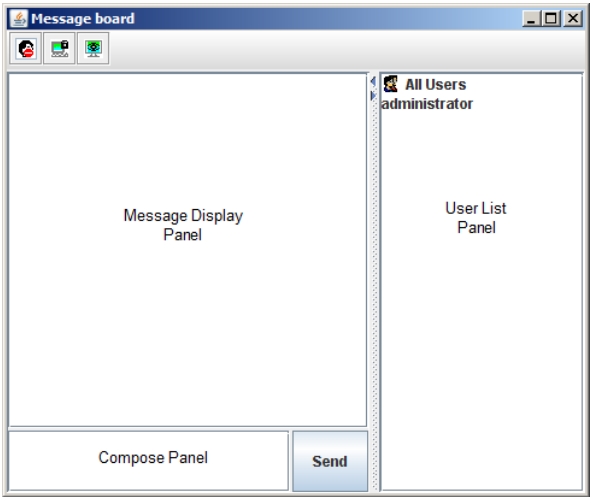 Message board
All Users
administrator
Message Display
Panel
User List
Panel
Compose Panel
Send